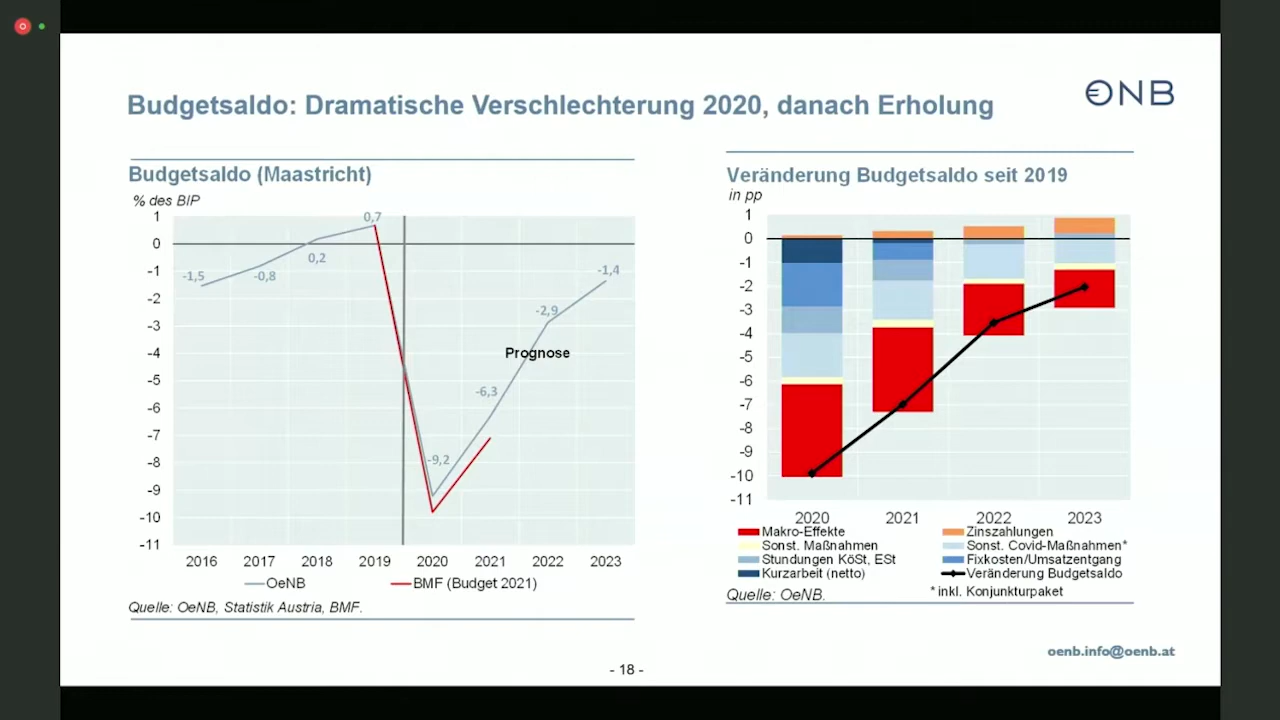 Budgetsaldo: Dramatische Verschlechterung 2020, danach Erholung
€NB
Budgetsaldo (Maastricht)
% des BIP
1
0
-1
-2
-3
-4
-5
-6
-7
-8
-9
-10
-11
-1,5
-0,8
0,2
0,7
-9,2
-6,3
-2,9
-1,4
Prognose
2016 2017 2018 2019 2020 2021 2022 2023
OeNB BMF (Budget 2021)
Quelle: OeNB, Statistik Austria, BMF.
Veränderung Budgetsaldo seit 2019
in pp
1
0
-1
-2
-3
-4
-5
-6
-7
-8
-9
-10
-11
2020 2021 2022 2023
Makro-Effekte Zinszahlungen
Sonst. Maßnahmen Sonst. Covid-Maßnahmen*
Stundungen KöSt, ESt Fixkosten/Umsatzentgang
Kurzarbeit (netto) Veränderung Budgetsaldo
Quelle: OeNB. * inkl. Konjunkturpaket
oenb.info@oenb.at
- 18 -